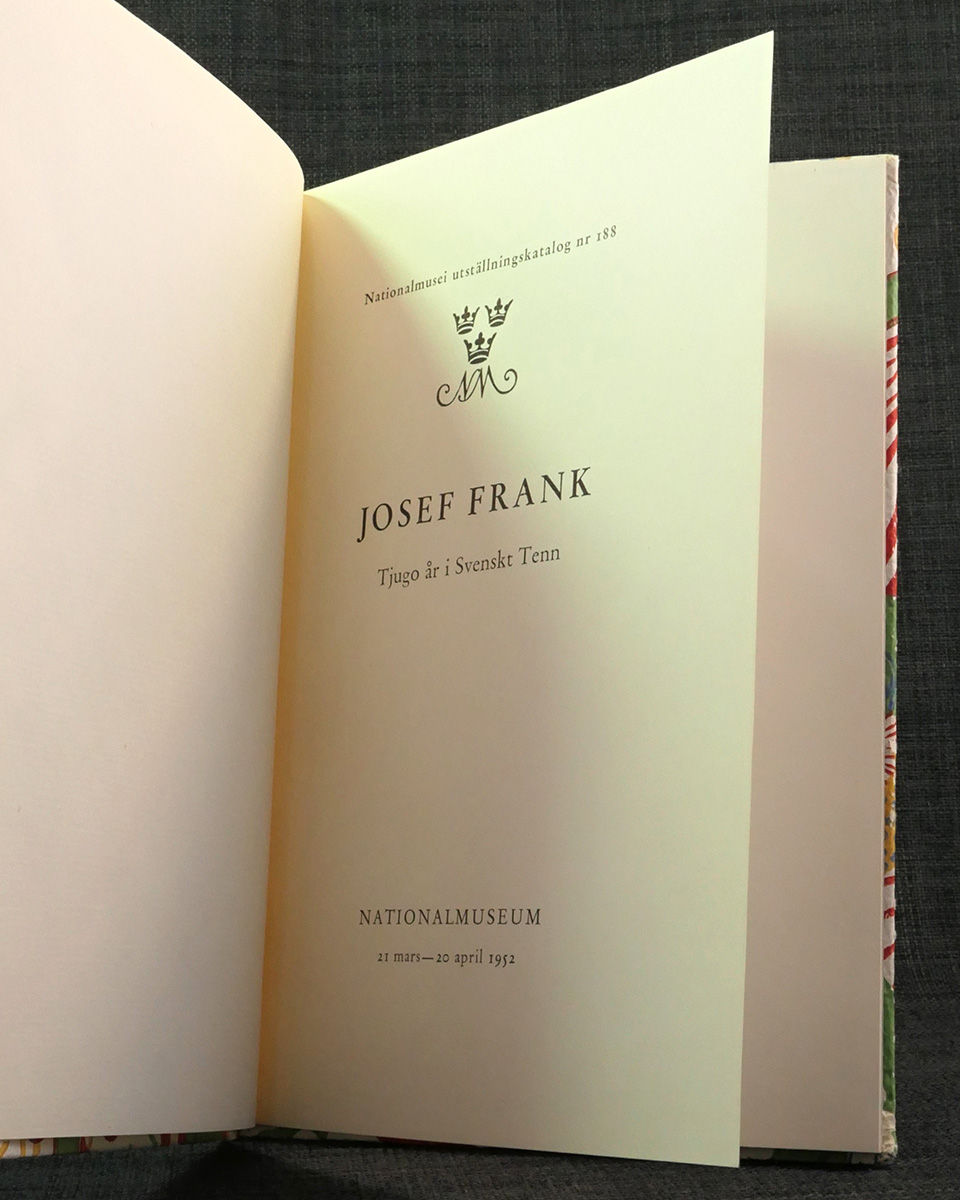 Nationalmusei utställningskatalog nr 188
NM
JOSEF FRANK
Tjugo år i Svenskt Tenn
NATIONALMUSEUM
21 mars—20 april 1952